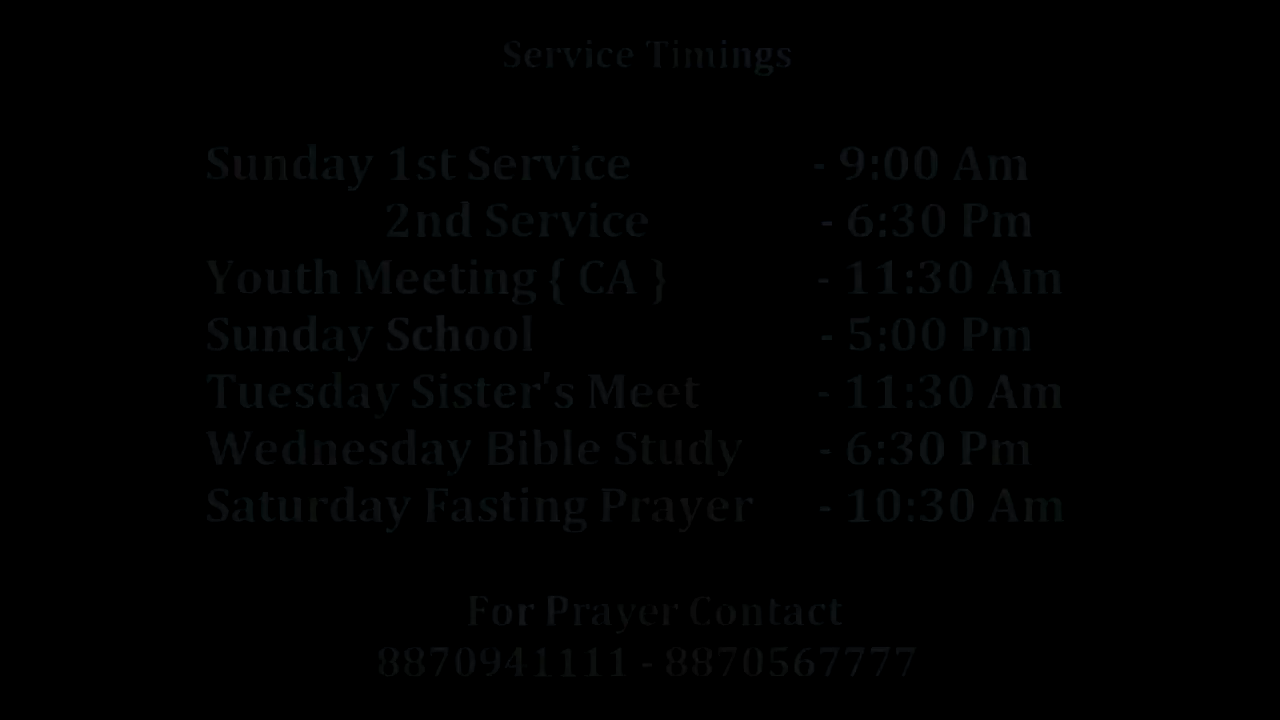 Service Timings
Sunday 1st Service - 9:00 Am
2nd Service - 6:30 Pm
Youth Meeting { CA } - 11:30 Am
Sunday School - 5:00 Pm
Tuesday Sister's Meet - 11:30 Am
Wednesday Bible Study - 6:30 Pm
Saturday Fasting Prayer - 10:30 Am
For Prayer Contact
8870941111 - 8870567777